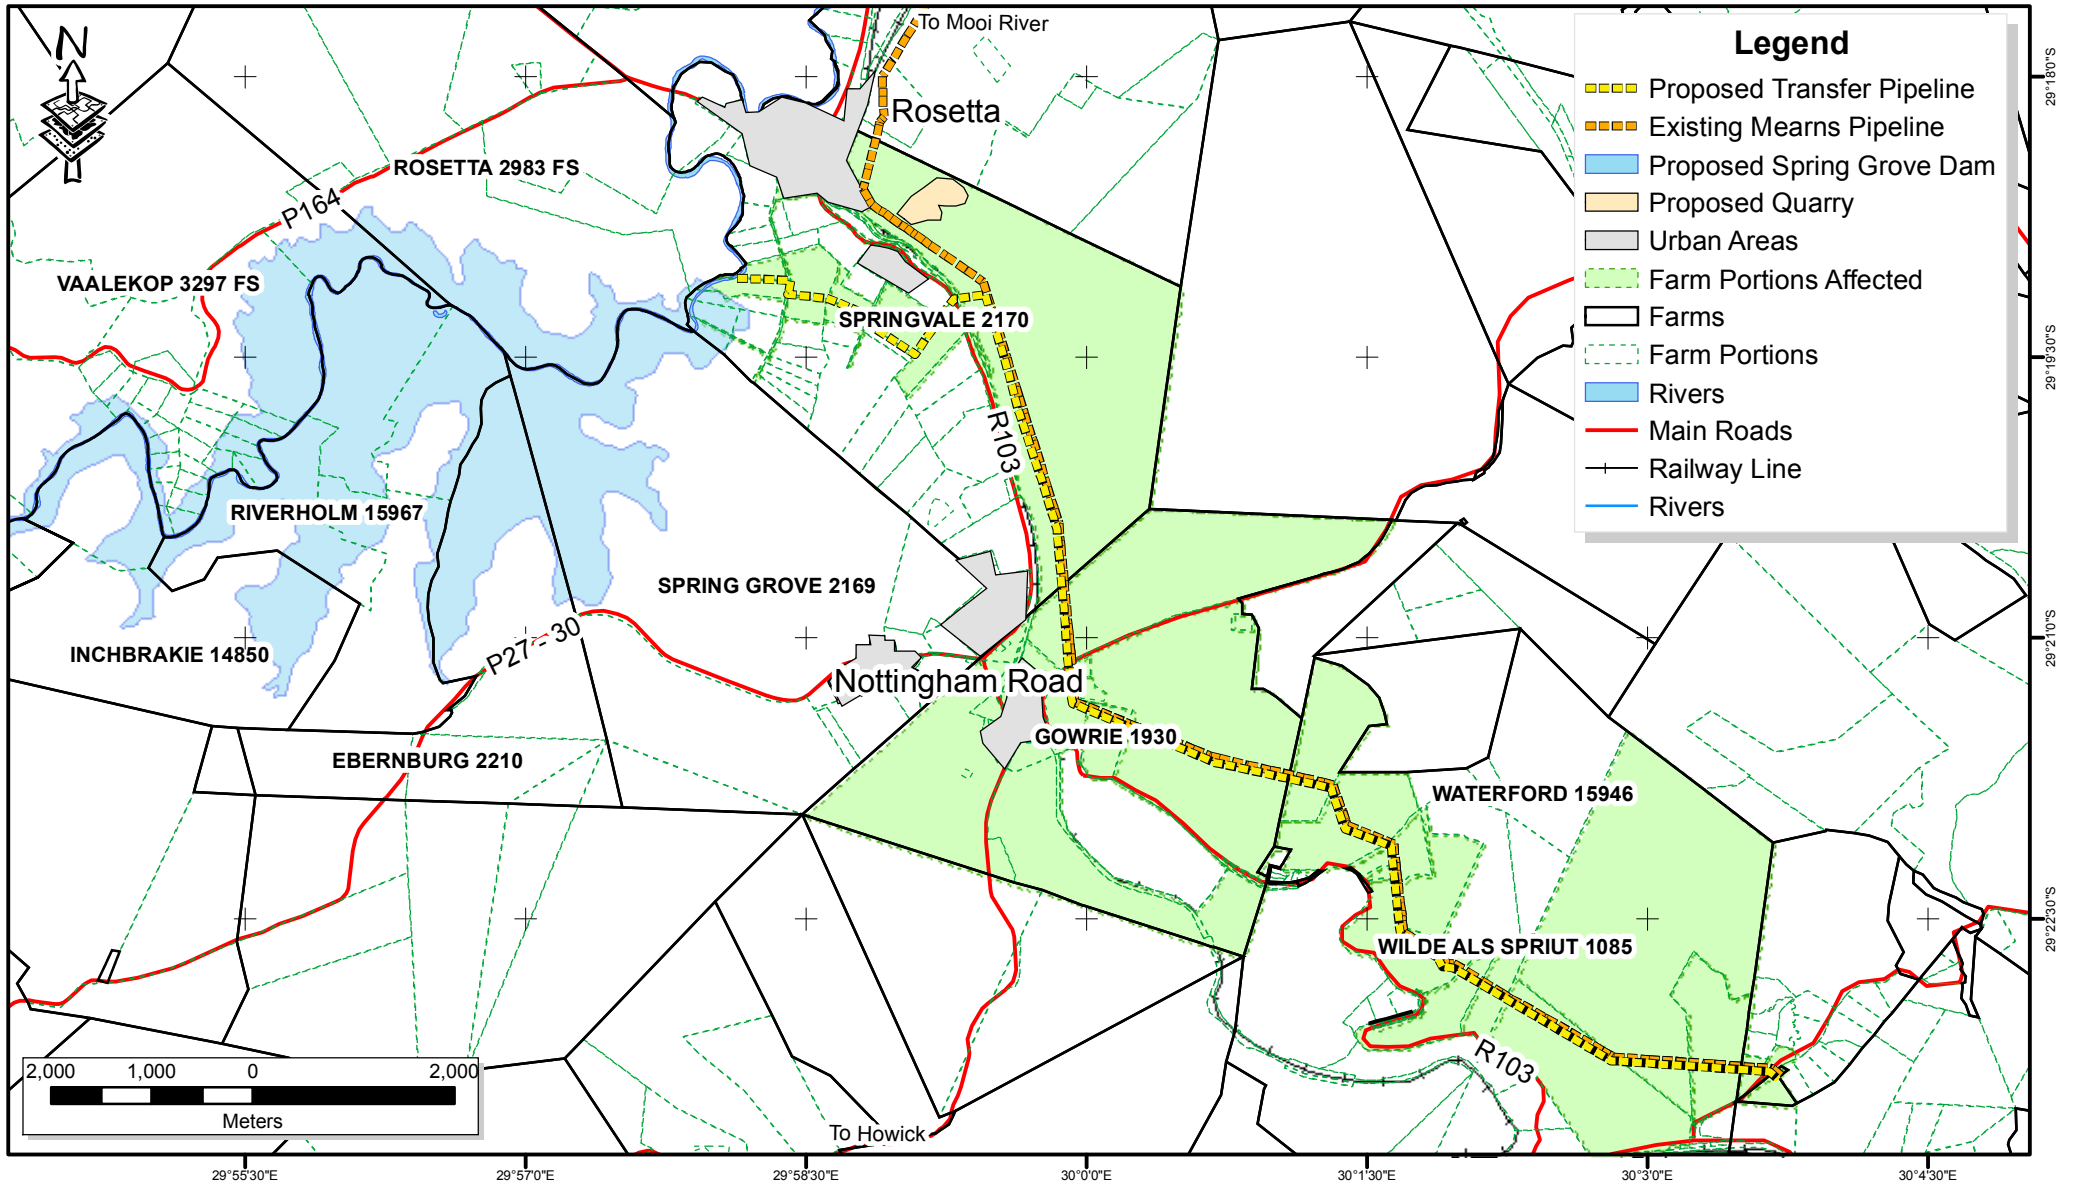 To Mooi River
N
Rosetta
ROSETTA 2983 FS
P164
VAALEKOP 3297 FS
SPRINGVALE 2170
R103
RIVERHOLM 15967
SPRING GROVE 2169
INCHBRAKIE 14850
P27 - 30
Nottingham Road
GOWRIE 1930
EBERNBURG 2210
WATERFORD 15946
WILDE ALS SPRIUT 1085
R103
To Howick
Legend
Proposed Transfer Pipeline
Existing Mearns Pipeline
Proposed Spring Grove Dam
Proposed Quarry
Urban Areas
Farm Portions Affected
Farms
Farm Portions
Rivers
Main Roads
Railway Line
Rivers
29°18'0"S
29°19'30"S
29°21'0"S
29°22'30"S
2,000 1,000 0 2,000
Meters
29°55'30"E 29°57'0"E 29°58'30"E 30°0'0"E 30°1'30"E 30°3'0"E 30°4'30"E